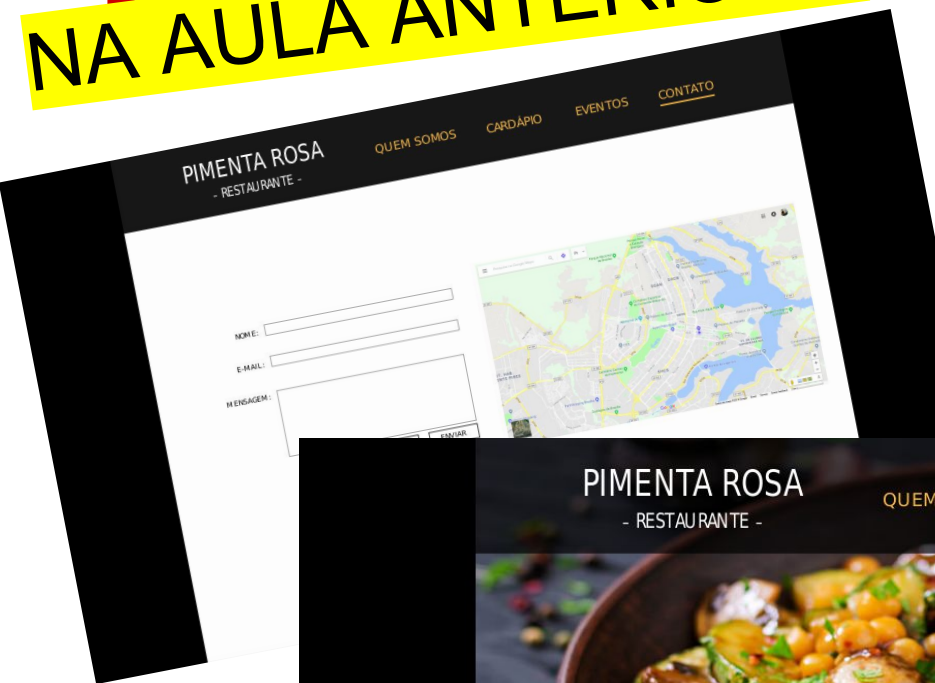 NA AULA ANTERIO
PIMENTA ROSA
- RESTAURANTE -
QUEM SOMOS
CARDÁPIO
EVENTOS
CONTATO
NOME:
E-MAIL:
MENSAGEM:
ENVIAR
PIMENTA ROSA
- RESTAURANTE -
QUEM